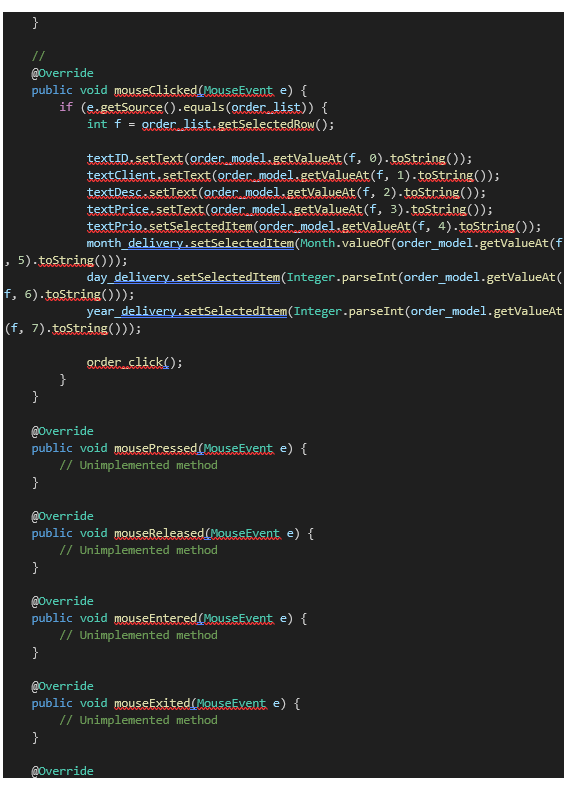 }
//
@Override
public void mouseClicked(MouseEvent e) {
if (e.getSource().equals(order_list)) {
int f = order_list.getSelectedRow();
textID.setText(order_model.getValueAt(f, 0).toString());
textClient.setText(order_model.getValueAt(f, 1).toString());
textDesc.setText(order_model.getValueAt(f, 2).toString());
textPrice.setText(order_model.getValueAt(f, 3).toString());
textPrio.setSelectedItem(order_model.getValueAt(f, 4).toString());
month_delivery.setSelectedItem(Month.valueOf(order_model.getValueAt(f
, 5).toString()));
day_delivery.setSelectedItem(Integer.parseInt(order_model.getValueAt(
f, 6).toString()));
year_delivery.setSelectedItem(Integer.parseInt(order_model.getValueAt
(f, 7).toString()));
order_click();
}
}
@Override
public void mousePressed(MouseEvent e) {
// Unimplemented method
}
@Override
public void mouseReleased(MouseEvent e) {
// Unimplemented method
}
@Override
public void mouseEntered(MouseEvent e) {
// Unimplemented method
}
@Override
public void mouseExited(MouseEvent e) {
// Unimplemented method
}
@Override